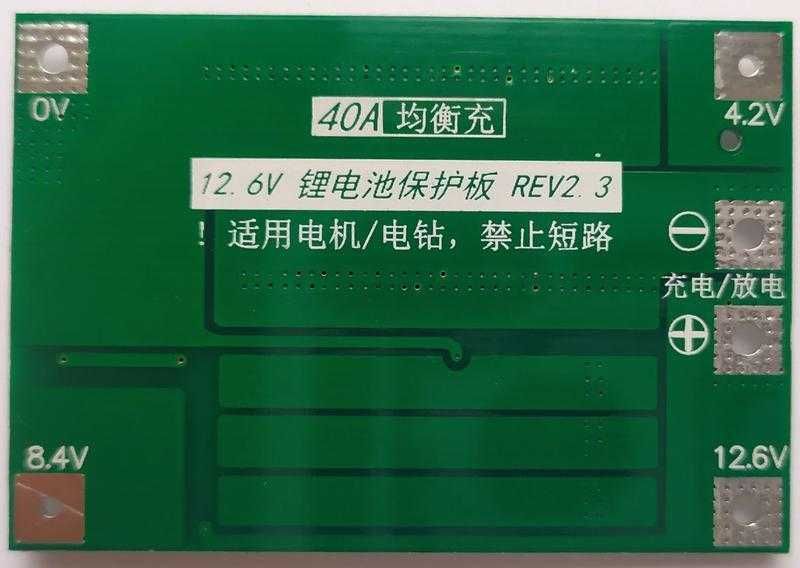 0V
4.2V
40A 均衡充
12.6V 锂电池保护板 REV2.3
! 适用电机/电钻，禁止短路
⊖
充电/放电
⊕
8.4V
12.6V